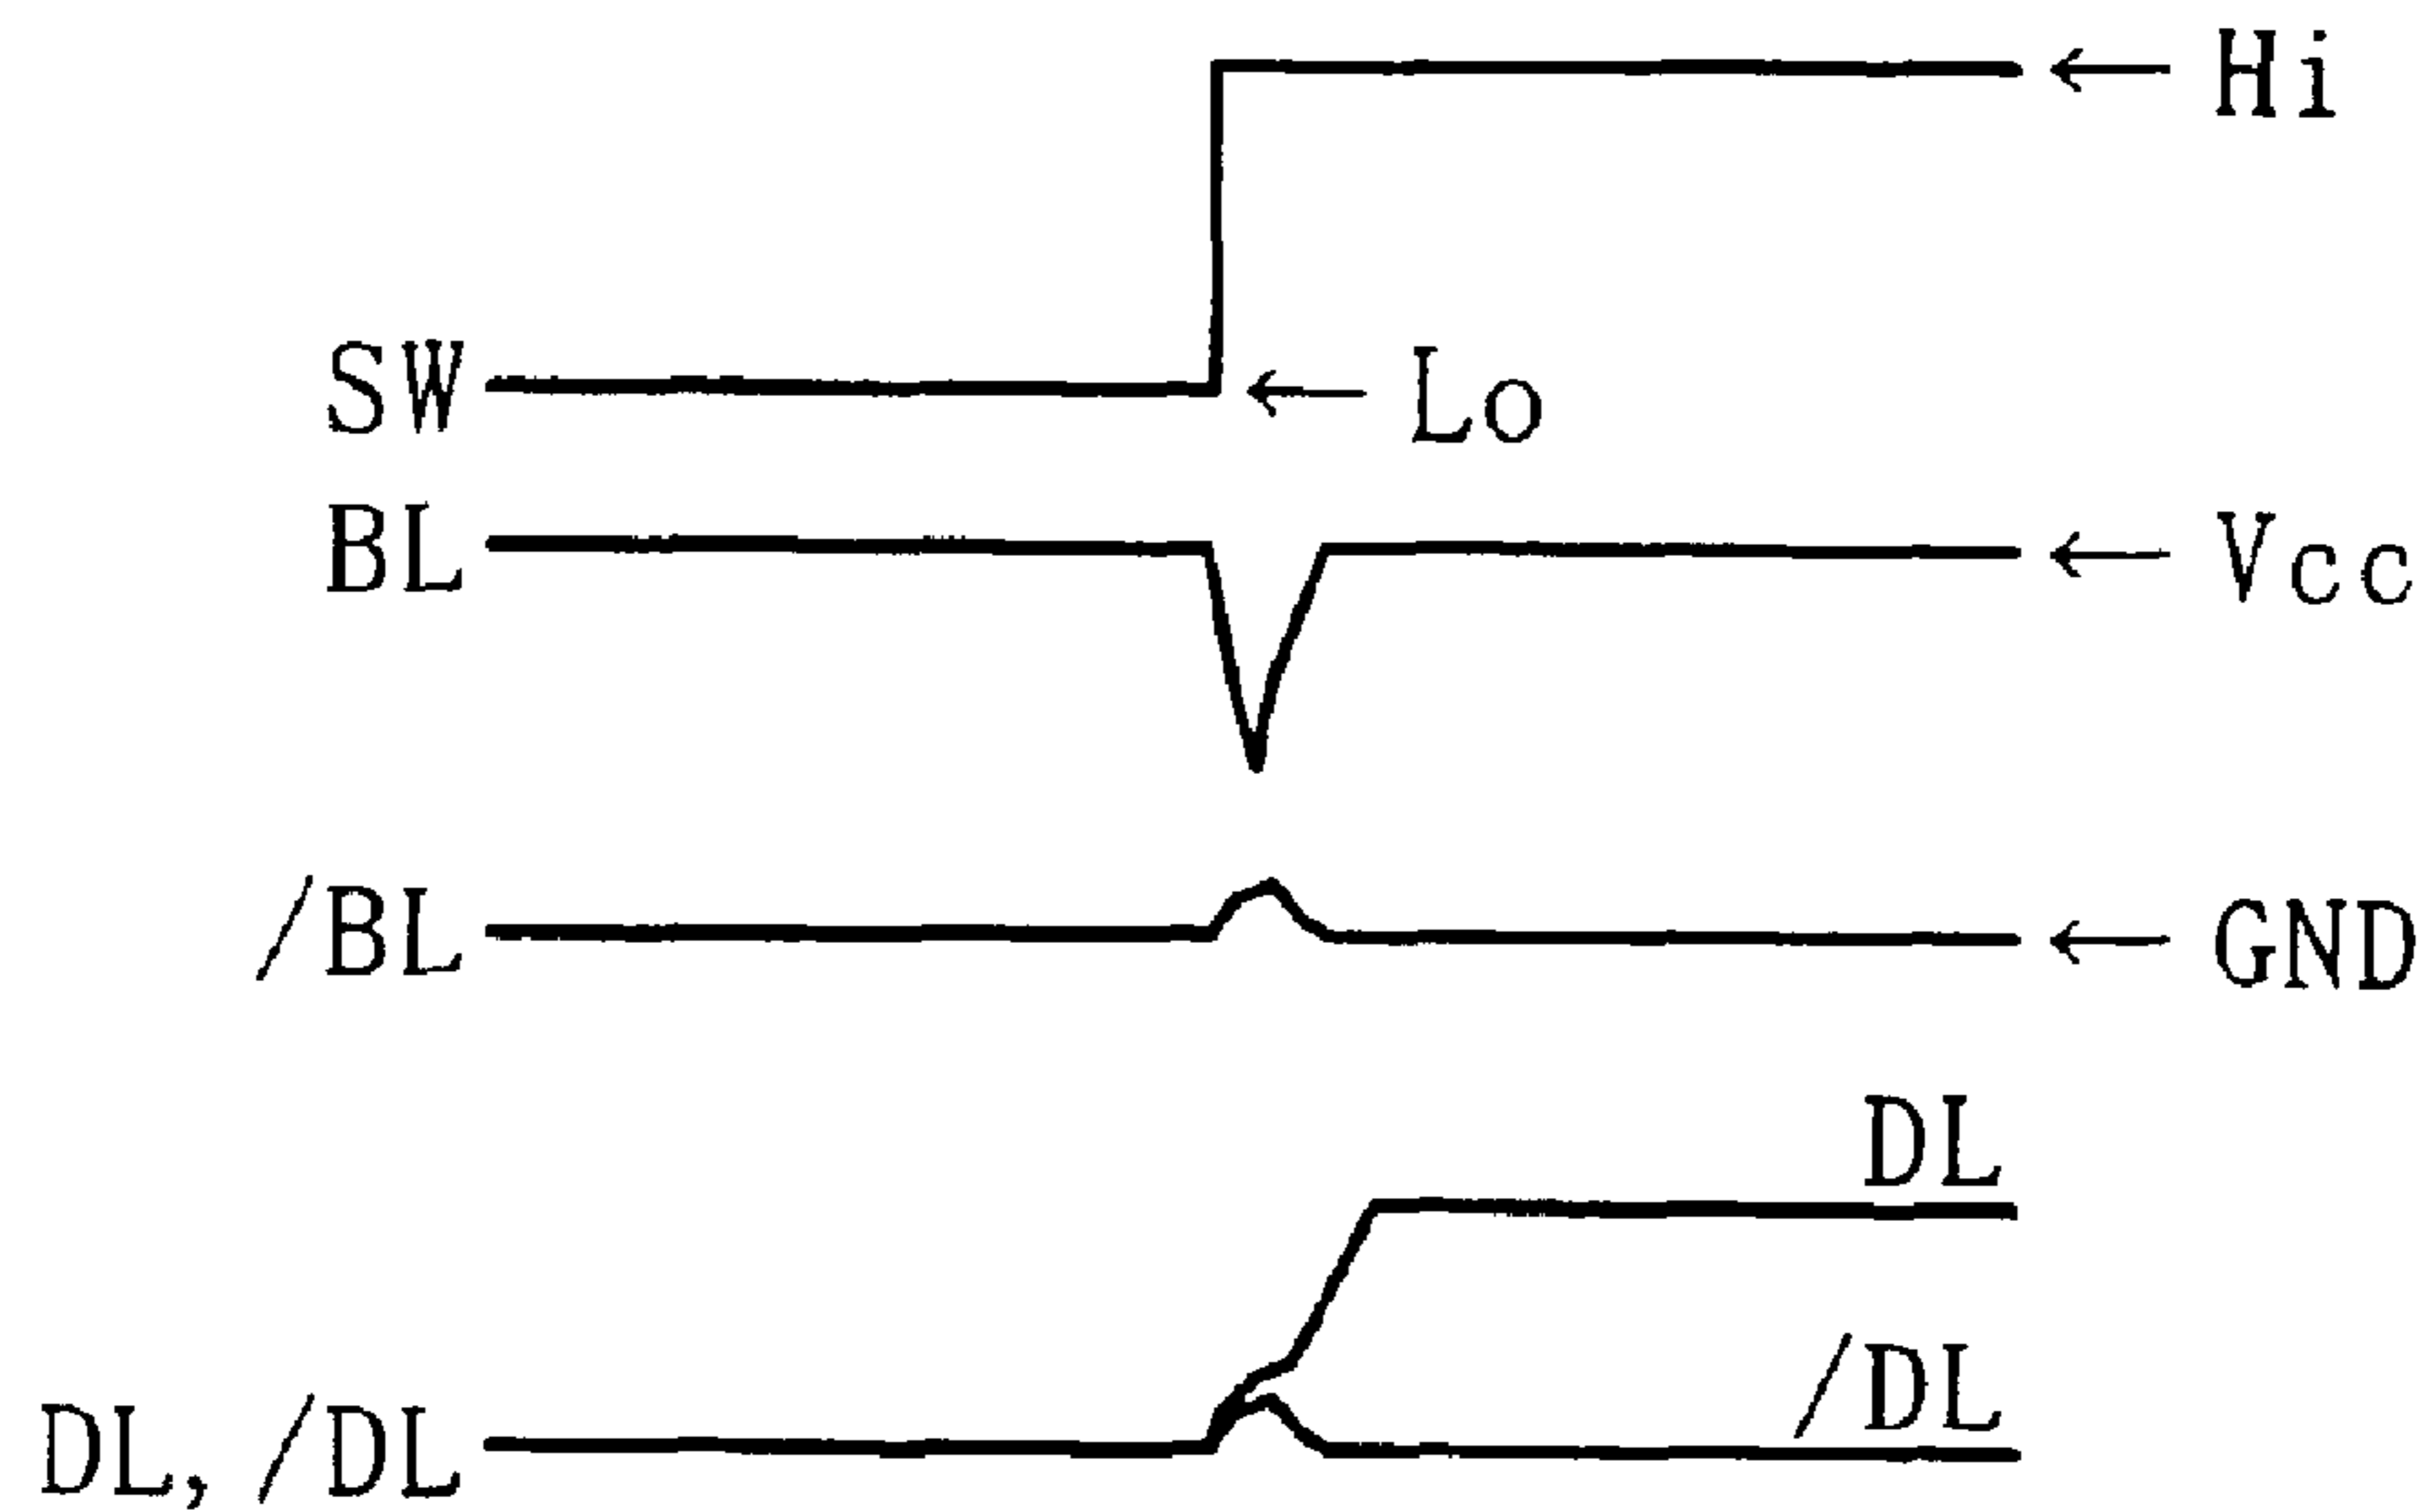 Hi
SW
Lo
BL
Vcc
/BL
GND
DL
/DL
DL, /DL